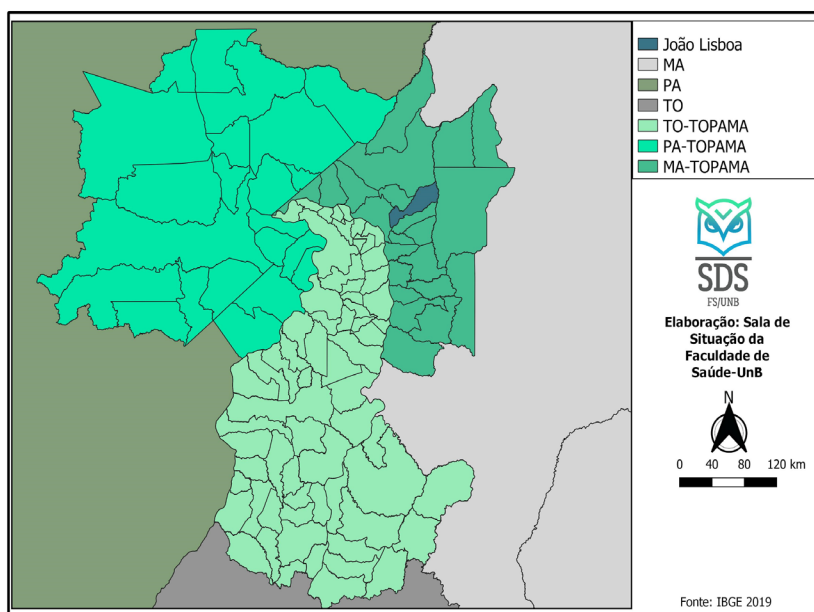 João Lisboa
MA
PA
TO
TO-TOPAMA
PA-TOPAMA
MA-TOPAMA
SDS
FS/UNB
Elaboração: Sala de
Situação da
Faculdade de
Saúde-UnB
N
0 40 80 120 km
Fonte: IBGE 2019